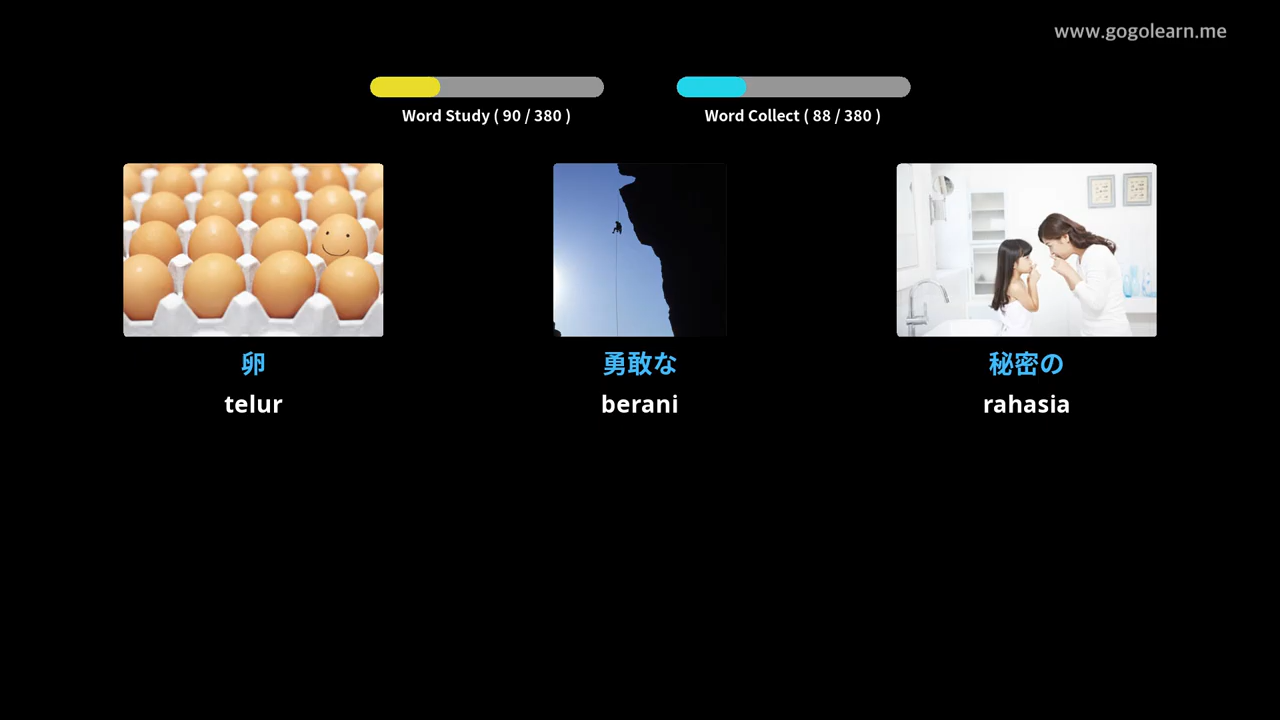 www.gogolearn.me
Word Study ( 90 / 380 )
Word Collect ( 88 / 380 )
卵
勇敢な
秘密の
telur
berani
rahasia